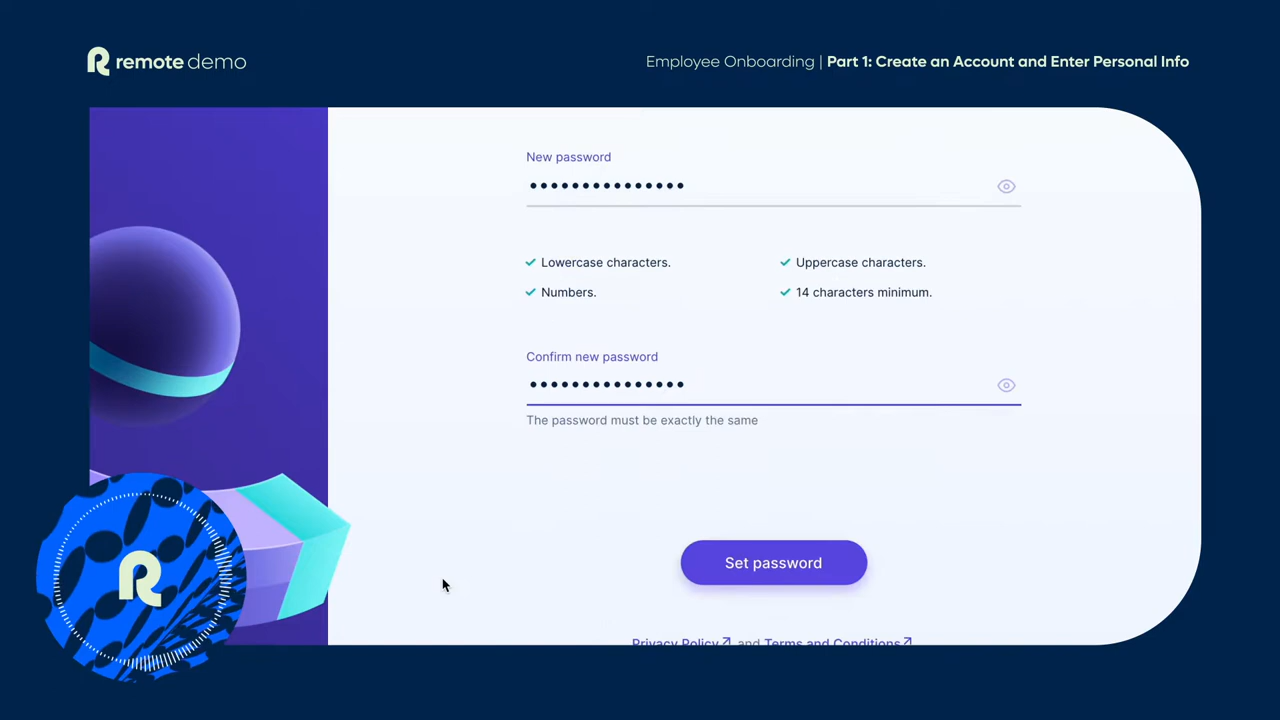 remote demo
Employee Onboarding | Part 1: Create an Account and Enter Personal Info
New password
Lowercase characters.
Uppercase characters.
Numbers.
14 characters minimum.
Confirm new password
The password must be exactly the same
Set password
Privacy Policy and Terms and Conditions